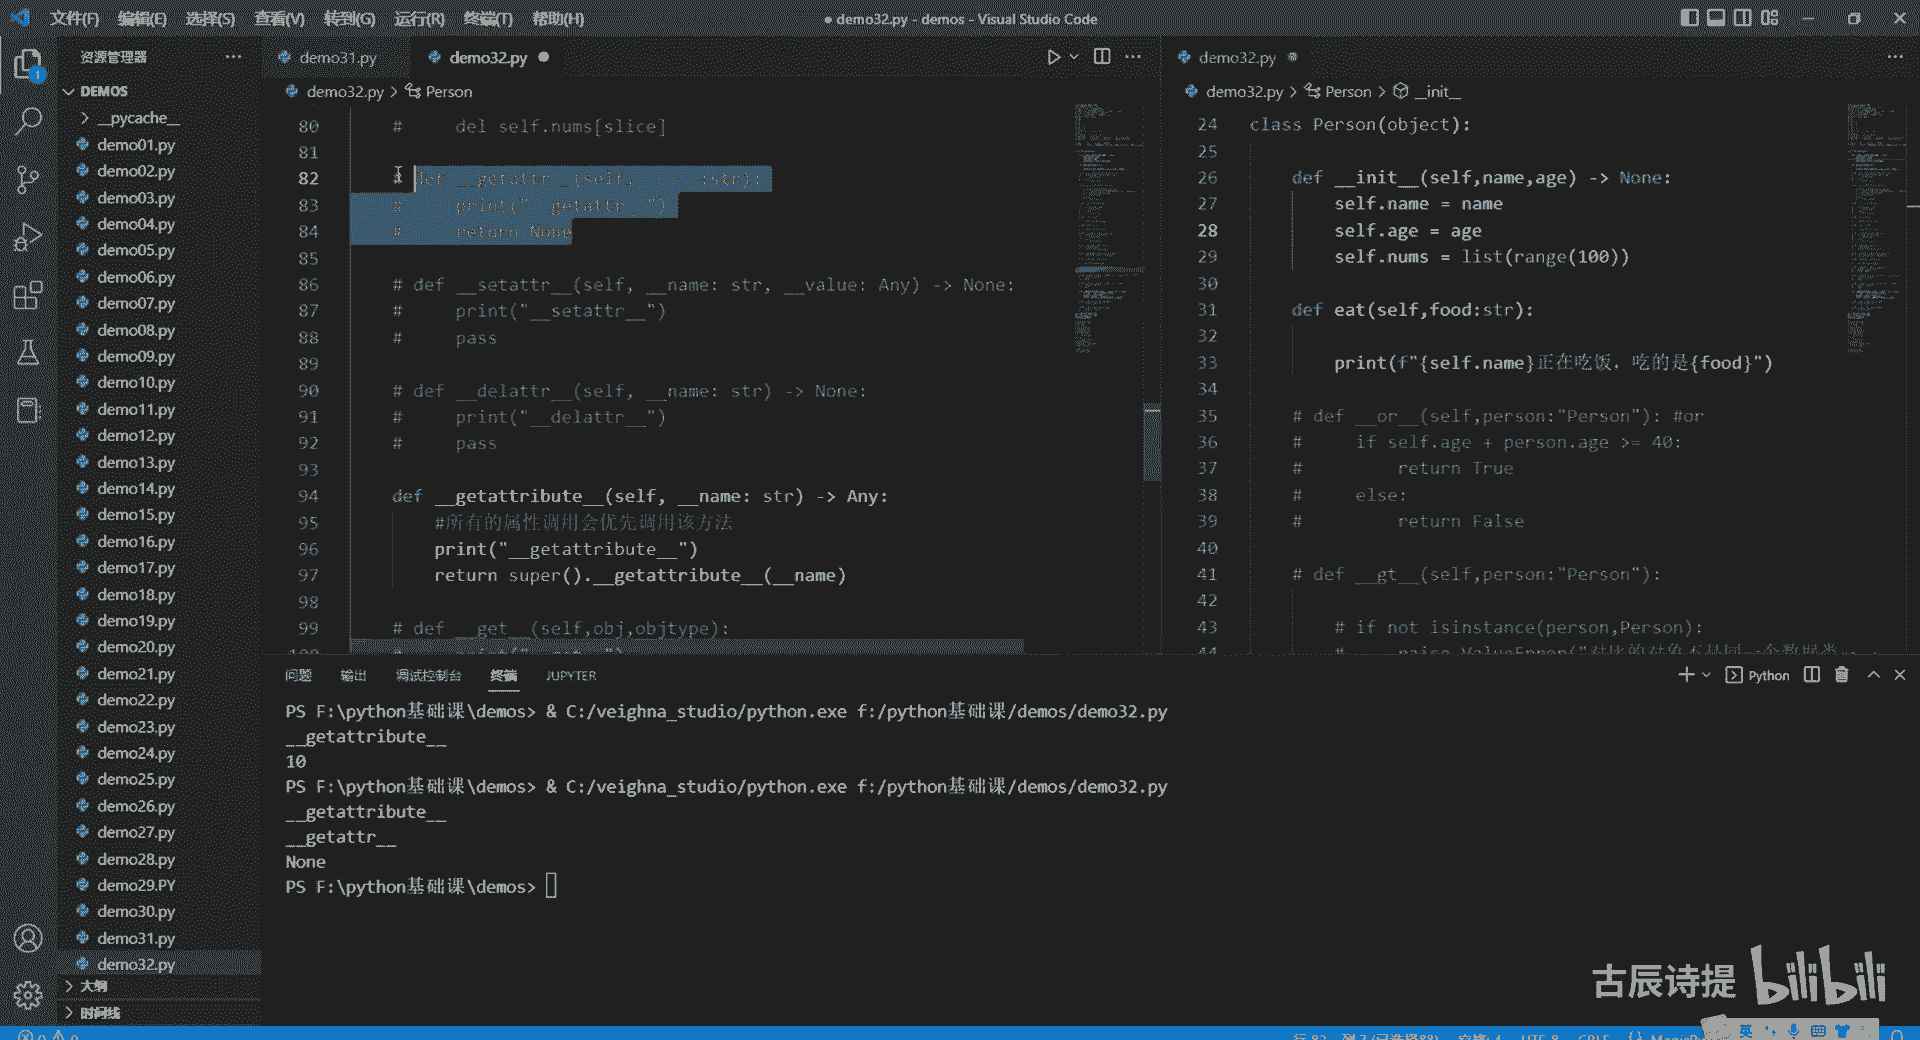 文件(F) 编辑(E) 选择(S) 查看(V) 转到(G) 运行(R) 终端(T) 帮助(H)
● demo32.py - demos - Visual Studio Code
资源管理器
DEMOS
__pycache__
demo01.py
demo02.py
demo03.py
demo04.py
demo05.py
demo06.py
demo07.py
demo08.py
demo09.py
demo10.py
demo11.py
demo12.py
demo13.py
demo14.py
demo15.py
demo16.py
demo17.py
demo18.py
demo19.py
demo20.py
demo21.py
demo22.py
demo23.py
demo24.py
demo25.py
demo26.py
demo27.py
demo28.py
demo29.PY
demo30.py
demo31.py
demo32.py
大纲
时间线
1
demo31.py
demo32.py
demo32.py > Person
80 # del self.nums[slice]
81
82 # def __getattr__(self, str):
83 # print("__getattr__")
84 # return None
85
86 # def __setattr__(self, __name: str, __value: Any) -> None:
87 # print("__setattr__")
88 # pass
89
90 # def __delattr__(self, __name: str) -> None:
91 # print("__delattr__")
92 # pass
93
94 def __getattribute__(self, __name: str) -> Any:
95 #所有的属性调用会优先调用该方法
96 print("__getattribute__")
97 return super().__getattribute__(__name)
98
99 # def __get__(self,obj,objtype):
demo32.py
demo32.py > Person > __init__
24 class Person(object):
25
26 def __init__(self,name,age) -> None:
27 self.name = name
28 self.age = age
29 self.nums = list(range(100))
30
31 def eat(self,food:str):
32
33 print(f"{self.name}正在吃饭. 吃的是{food}")
34
35 # def __or__(self,person:"Person"): #or
36 # if self.age + person.age >= 40:
37 # return True
38 # else:
39 # return False
40
41 # def __gt__(self,person:"Person"):
42
43 # if not isinstance(person,Person):
44 # raise ValueError("对比的对象不是同一个数据类
问题 输出 调试控制台 终端 JUPYTER
Python
PS F:\python基础课\demos> & C:/veighna_studio/python.exe f:/python基础课/demos/demo32.py
__getattribute__
10
PS F:\python基础课\demos> & C:/veighna_studio/python.exe f:/python基础课/demos/demo32.py
__getattribute__
__getattr__
None
PS F:\python基础课\demos>
古辰诗提 bilibili
英